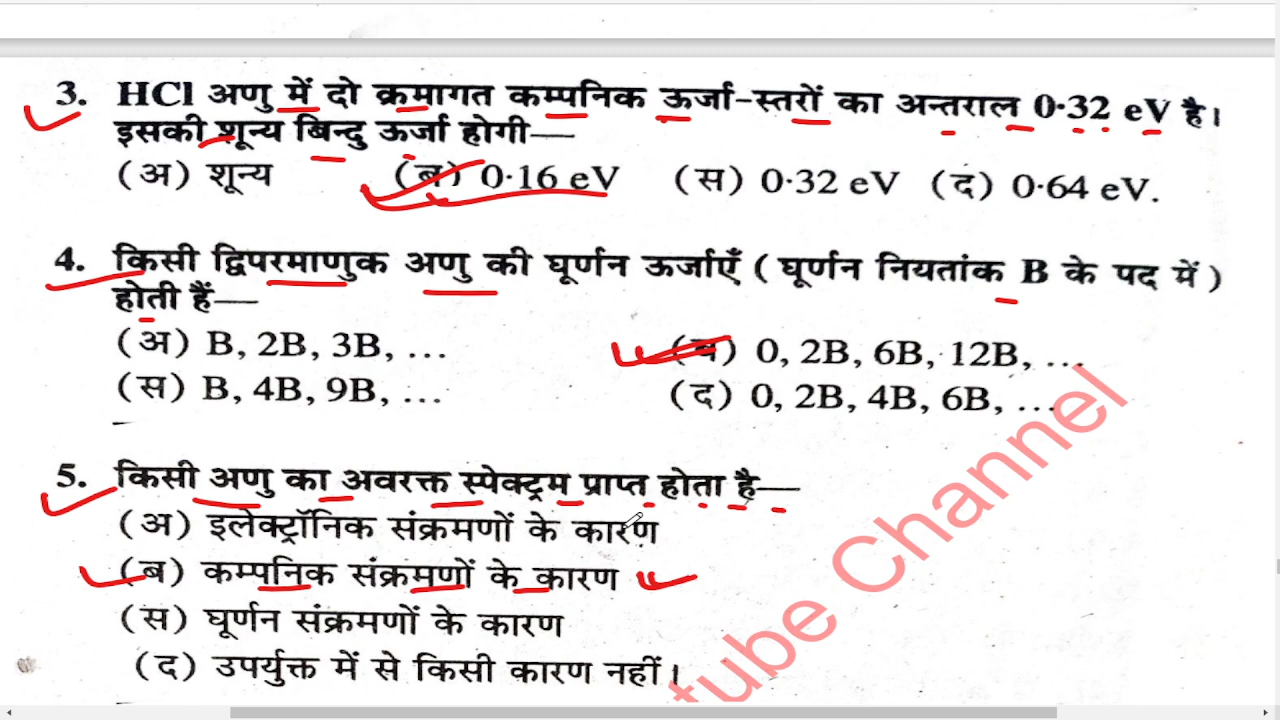 3. HCl अणु में दो क्रमागत कम्पनिक ऊर्जा-स्तरों का अन्तराल 0·32 eV है।
इसकी शून्य बिन्दु ऊर्जा होगी—
(अ) शून्य (ब) 0·16 eV (स) 0·32 eV (द) 0·64 eV.
4. किसी द्विपरमाणुक अणु की घूर्णन ऊर्जाएँ (घूर्णन नियतांक B के पद में)
होती हैं—
(अ) B, 2B, 3B, ... (ब) 0, 2B, 6B, 12B, ...
(स) B, 4B, 9B, ... (द) 0, 2B, 4B, 6B, ...
5. किसी अणु का अवरक्त स्पेक्ट्रम प्राप्त होता है—
(अ) इलेक्ट्रॉनिक संक्रमणों के कारण
(ब) कम्पनिक संक्रमणों के कारण
(स) घूर्णन संक्रमणों के कारण
(द) उपर्युक्त में से किसी कारण नहीं।
tube Channel